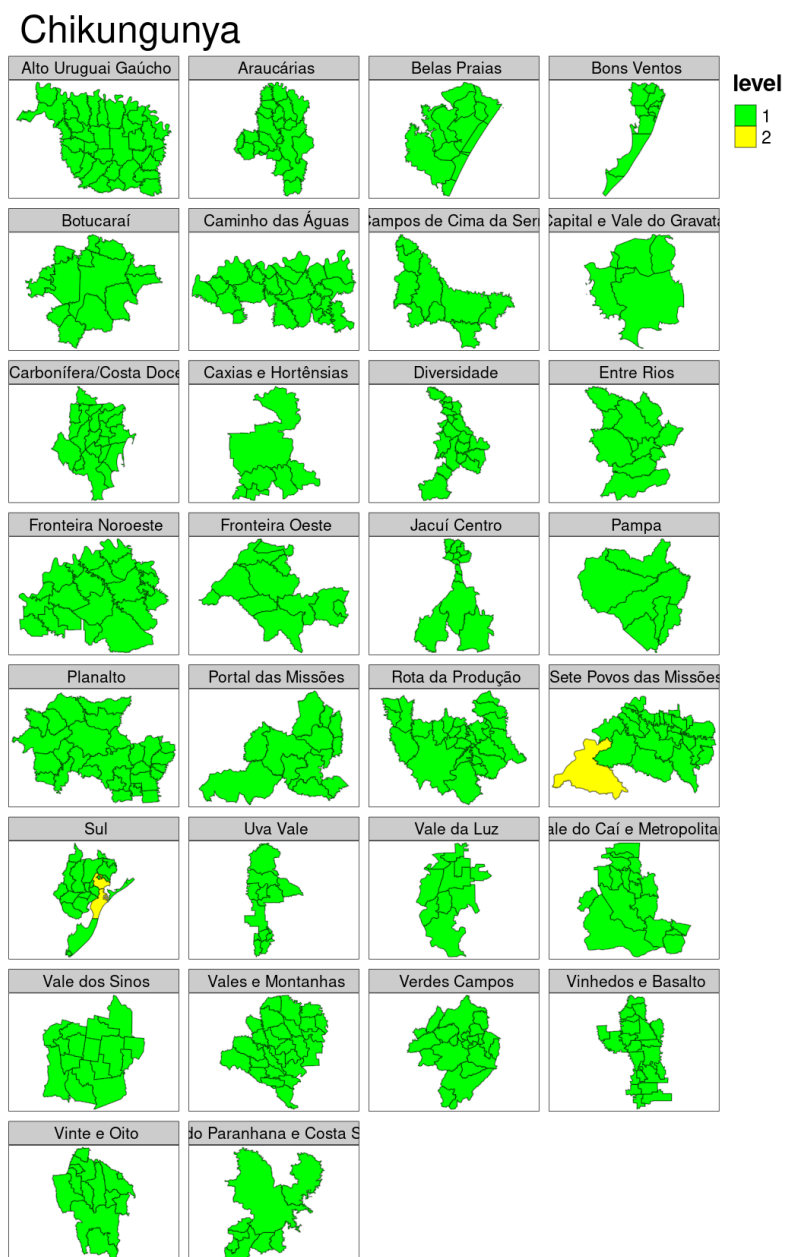 Chikungunya
level
1
2
Alto Uruguai Gaúcho
Araucárias
Belas Praias
Bons Ventos
Botucaraí
Caminho das Águas
Campos de Cima da Serr
Capital e Vale do Gravata
Carbonífera/Costa Doce
Caxias e Hortênsias
Diversidade
Entre Rios
Fronteira Noroeste
Fronteira Oeste
Jacuí Centro
Pampa
Planalto
Portal das Missões
Rota da Produção
Sete Povos das Missões
Sul
Uva Vale
Vale da Luz
ale do Caí e Metropolita
Vale dos Sinos
Vales e Montanhas
Verdes Campos
Vinhedos e Basalto
Vinte e Oito
do Paranhana e Costa S